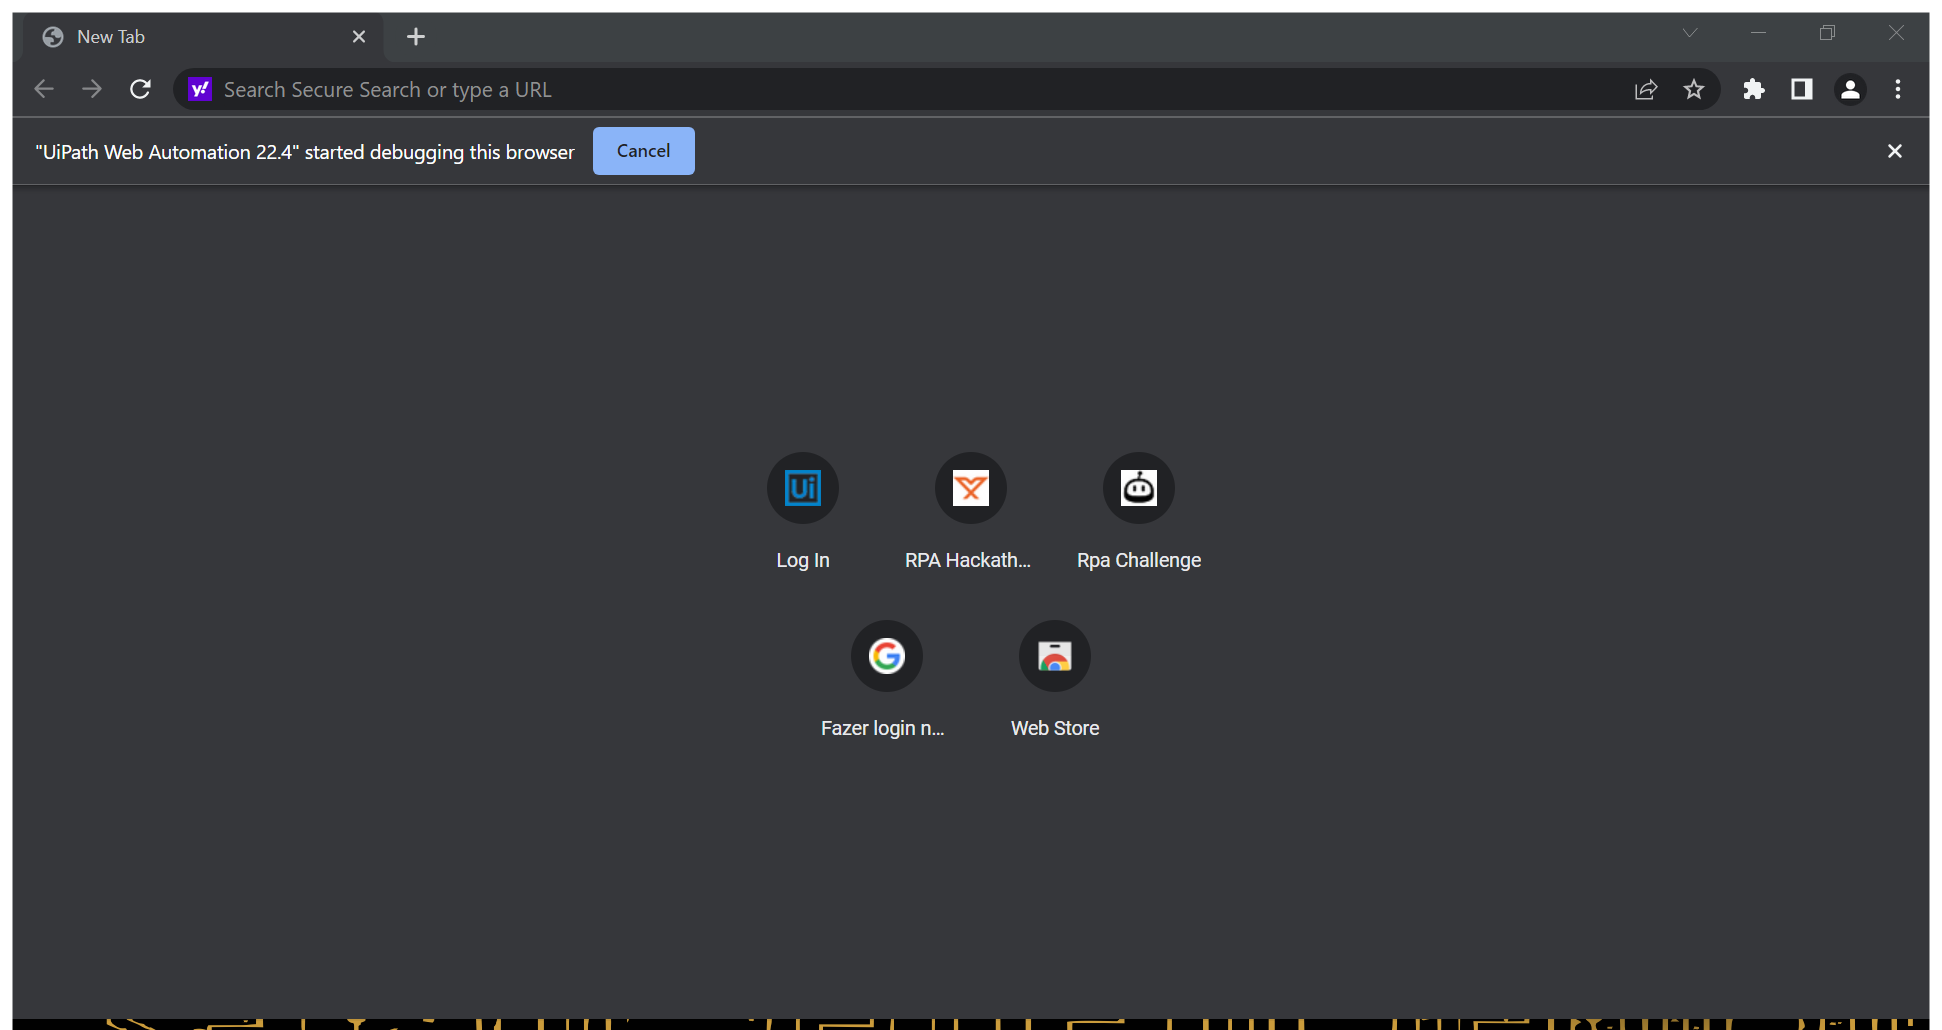 New Tab
y! Search Secure Search or type a URL
"UiPath Web Automation 22.4" started debugging this browser Cancel
Ui
Log In RPA Hackath... Rpa Challenge
G
Fazer login n... Web Store